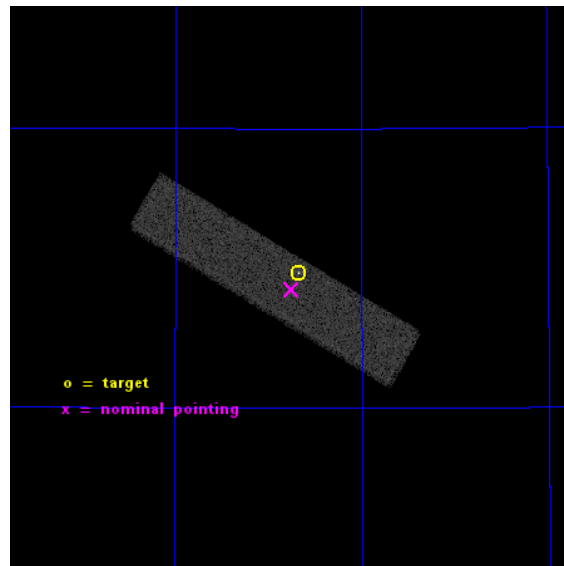 o = target
x = nominal pointing